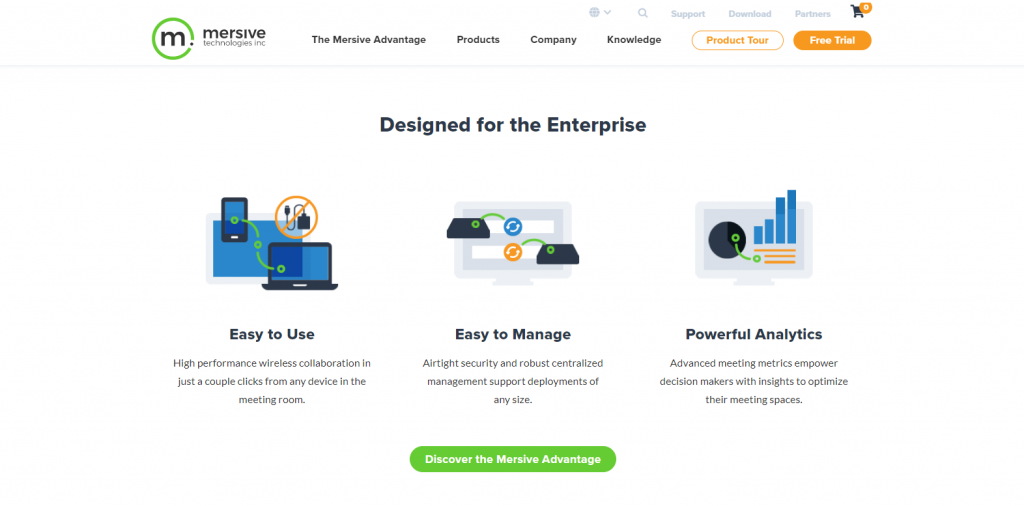 Support
Download
Partners
0
m.
mersive
technologies inc
The Mersive Advantage
Products
Company
Knowledge
Product Tour
Free Trial
Designed for the Enterprise
Easy to Use
High performance wireless collaboration in
just a couple clicks from any device in the
meeting room.
Easy to Manage
Airtight security and robust centralized
management support deployments of
any size.
Powerful Analytics
Advanced meeting metrics empower
decision makers with insights to optimize
their meeting spaces.
Discover the Mersive Advantage